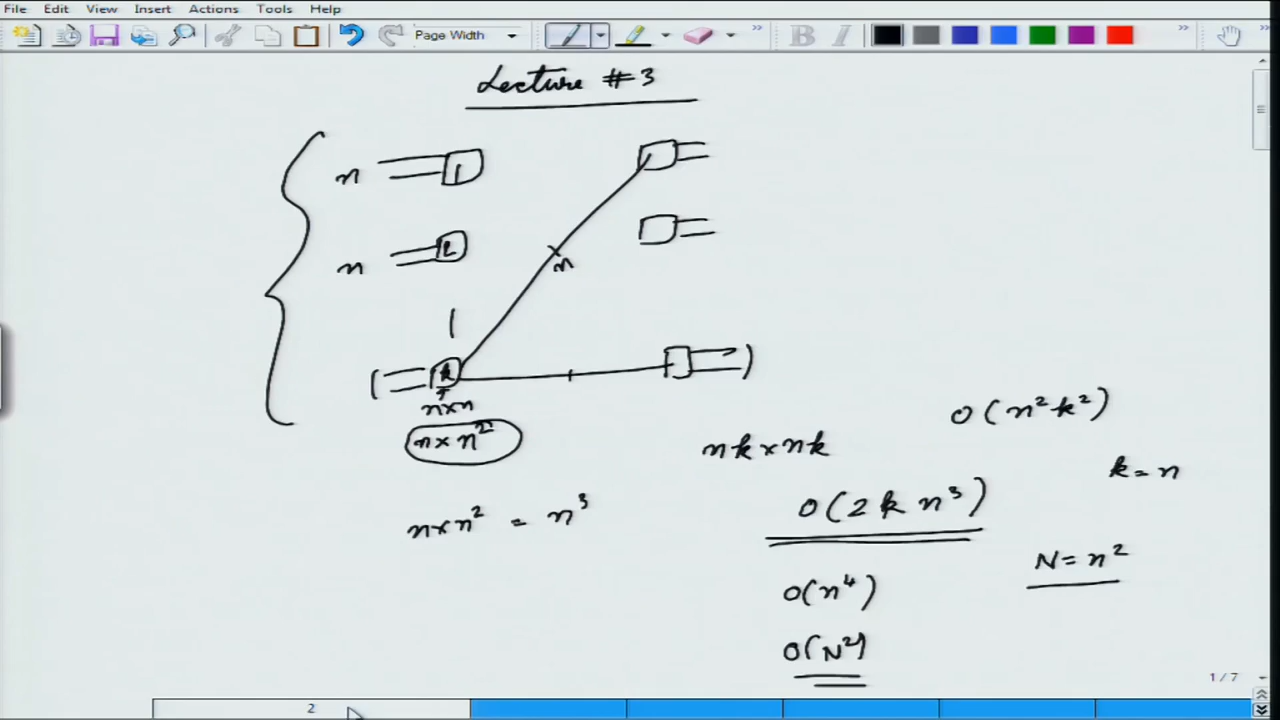 File Edit View Insert Actions Tools Help
Page Width
Lecture #3
n 1
n 2
n
k
n×n
n×n²
nk×nk
O(n²k²)
k=n
n×n² = n³
O(2kn³)
N=n²
O(n⁴)
O(N²)
1/7
2